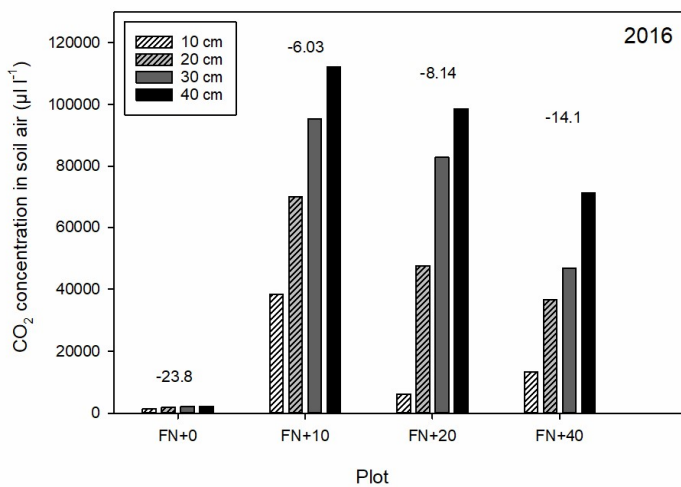 2016
10 cm
20 cm
30 cm
40 cm
-6.03
-8.14
-14.1
-23.8
CO₂ concentration in soil air (µl l⁻¹)
120000
100000
80000
60000
40000
20000
0
FN+0 FN+10 FN+20 FN+40
Plot